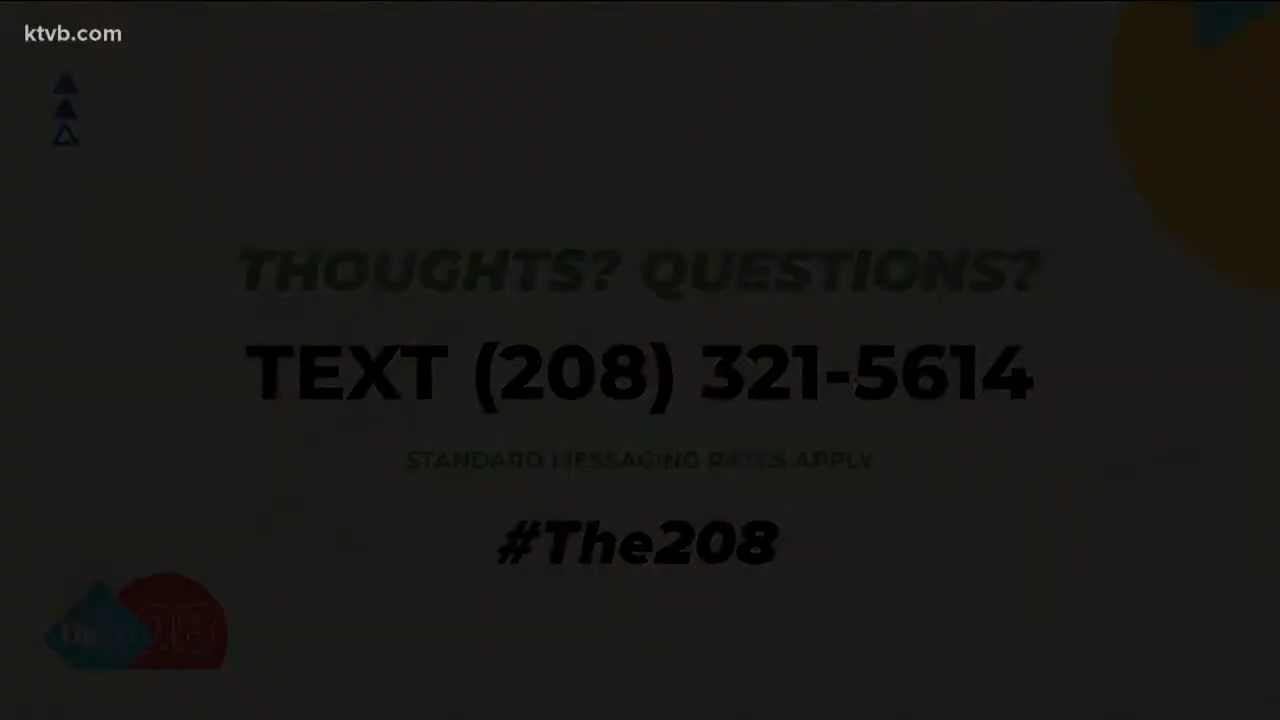 ktvb.com
THOUGHTS? QUESTIONS?
TEXT (208) 321-5614
STANDARD MESSAGING RATES APPLY
#The208